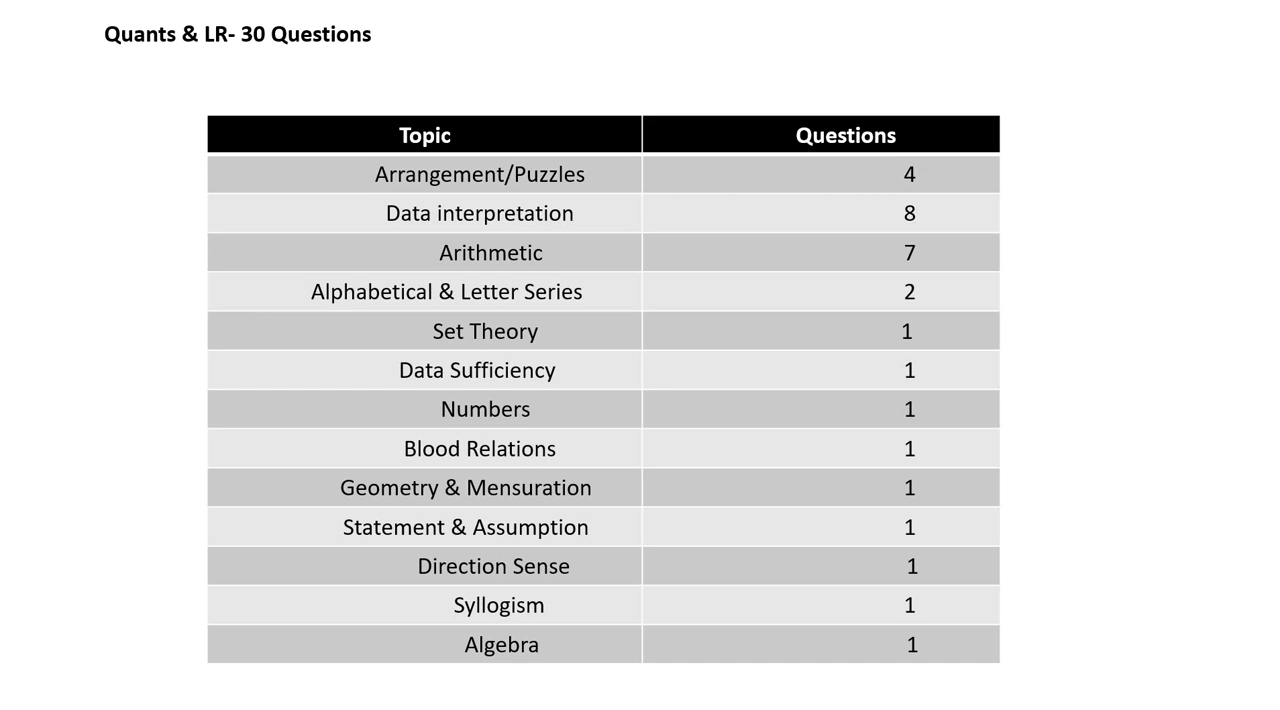 Quants & LR- 30 Questions
Topic Questions
Arrangement/Puzzles 4
Data interpretation 8
Arithmetic 7
Alphabetical & Letter Series 2
Set Theory 1
Data Sufficiency 1
Numbers 1
Blood Relations 1
Geometry & Mensuration 1
Statement & Assumption 1
Direction Sense 1
Syllogism 1
Algebra 1